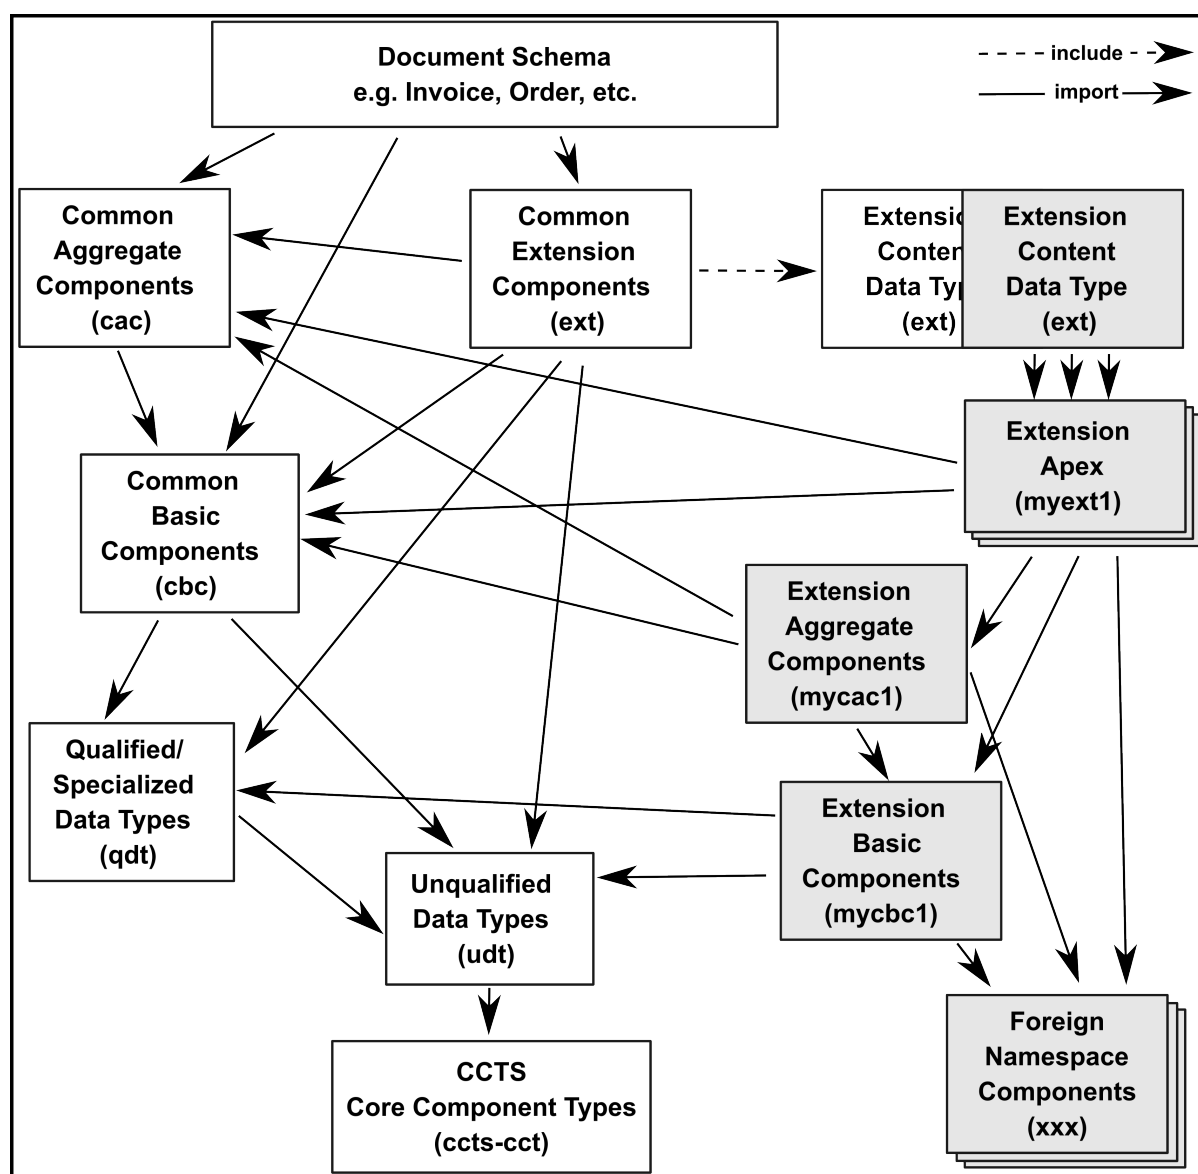 Document Schema
e.g. Invoice, Order, etc.
include
import
Common
Aggregate
Components
(cac)
Common
Extension
Components
(ext)
Data
(ext)
Extension
Content
Data Type
(ext)
Extension
Apex
(myext1)
Common
Basic
Components
(cbc)
Extension
Aggregate
Components
(mycac1)
Qualified/
Specialized
Data Types
(qdt)
Extension
Basic
Components
(mycbc1)
Unqualified
Data Types
(udt)
Foreign
Namespace
Components
(xxx)
CCTS
Core Component Types
(ccts-cct)